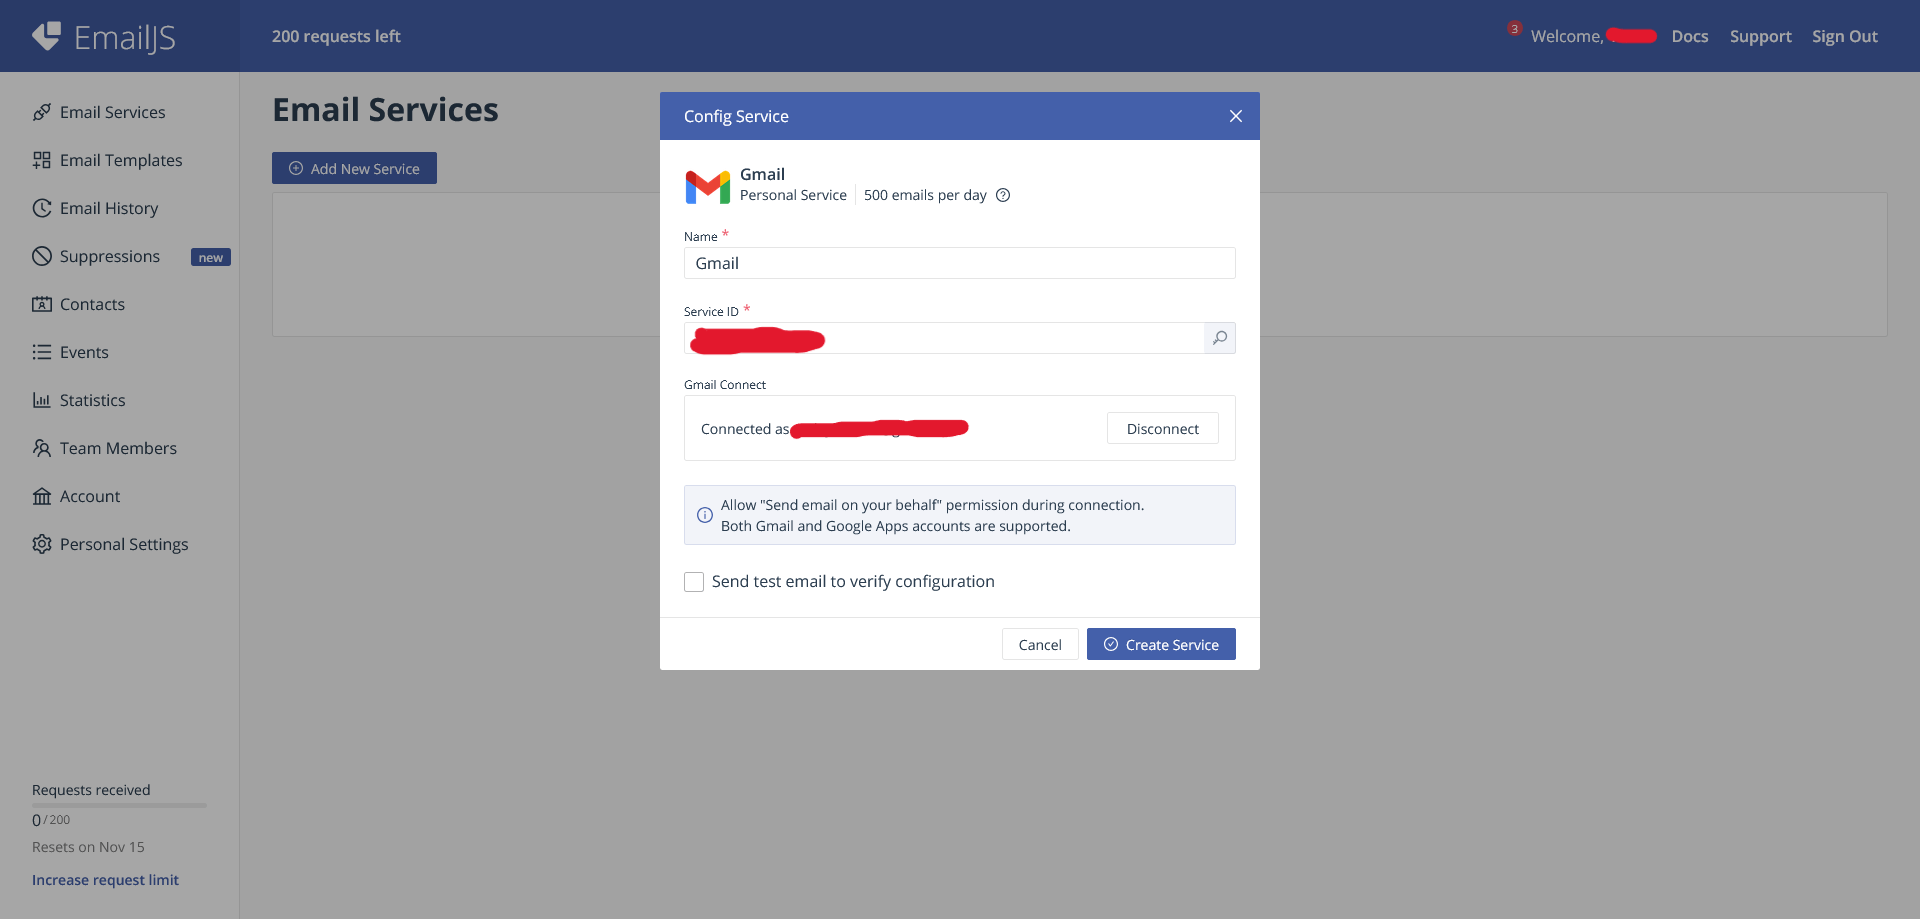 EmailJS
200 requests left
3
Welcome,
Docs
Support
Sign Out
Email Services
Email Templates
Email History
Suppressions
new
Contacts
Events
Statistics
Team Members
Account
Personal Settings
Requests received
0/200
Resets on Nov 15
Increase request limit
Email Services
Add New Service
Config Service
Gmail
Personal Service
500 emails per day
Name *
Gmail
Service ID *
Gmail Connect
Connected as
Disconnect
Allow "Send email on your behalf" permission during connection.
Both Gmail and Google Apps accounts are supported.
Send test email to verify configuration
Cancel
Create Service